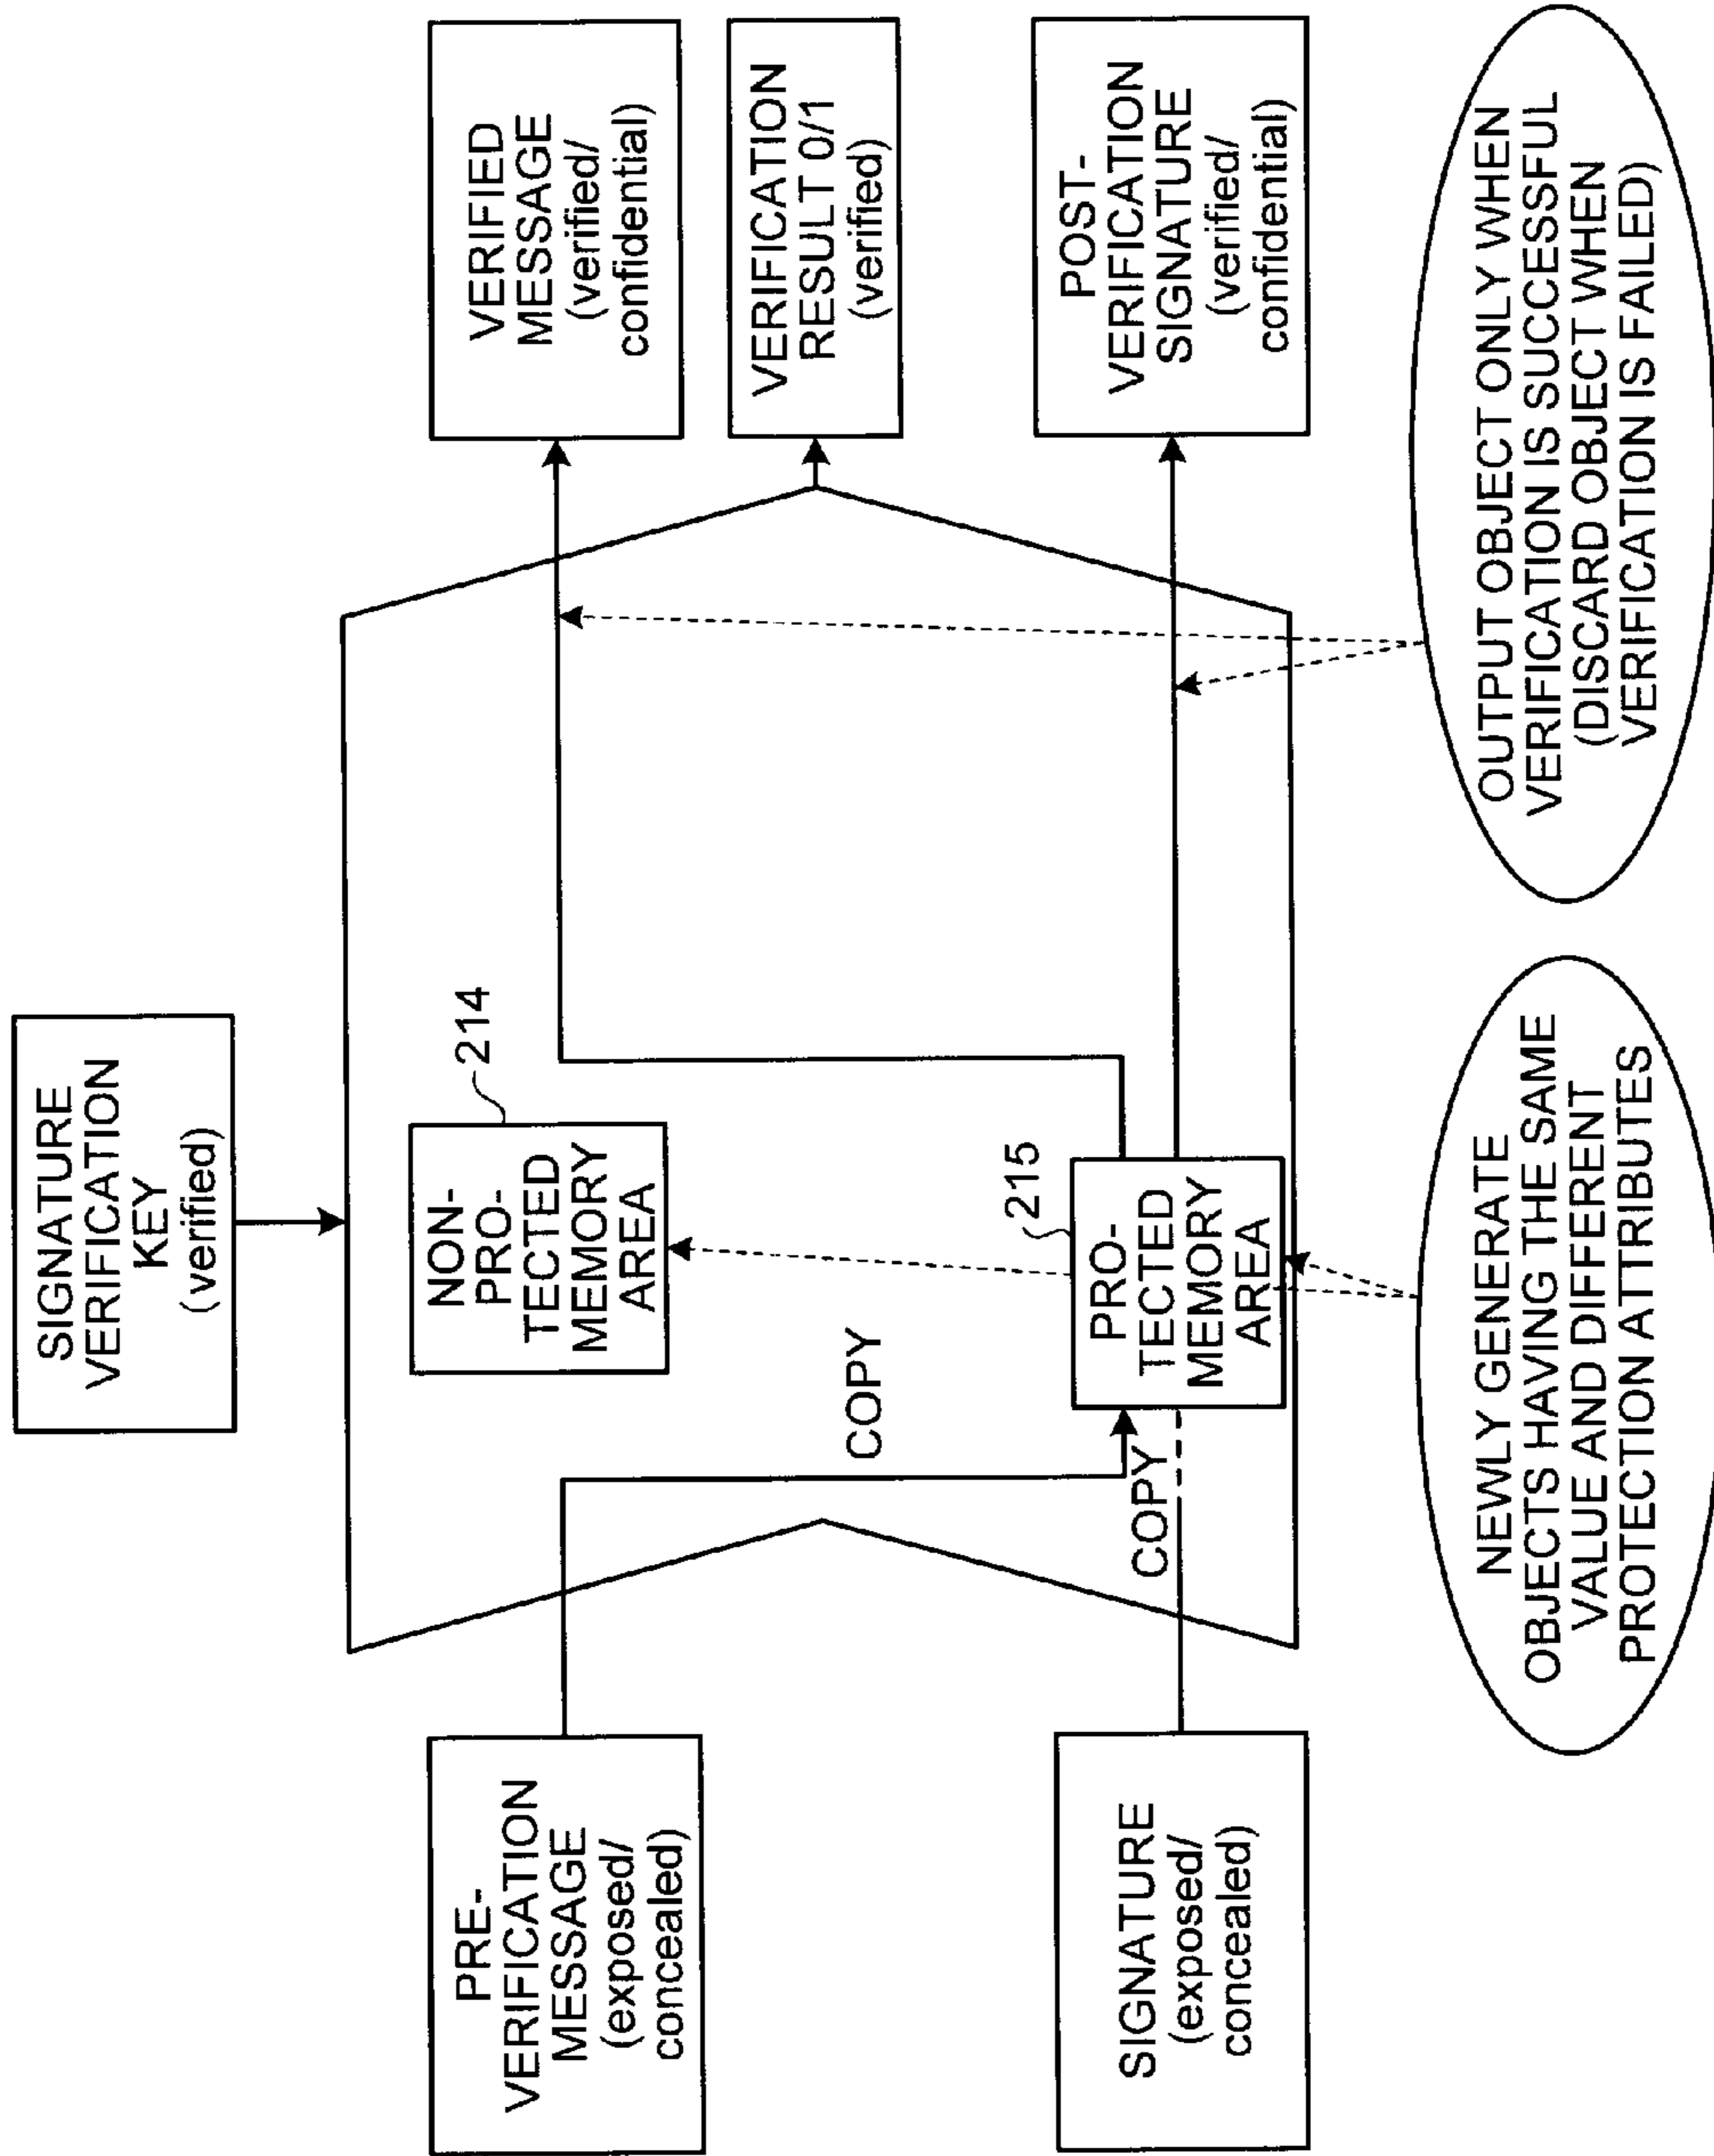 SIGNATURE
VERIFICATION
KEY
(verified)
PRE-
VERIFICATION
MESSAGE
(exposed/
concealed)
SIGNATURE
(exposed/
concealed)
COPY
COPY
NON-
PRO-
TECTED
MEMORY
AREA
214
PRO-
TECTED
MEMORY
AREA
215
VERIFIED
MESSAGE
(verified/
confidential)
VERIFICATION
RESULT 0/1
(verified)
POST-
VERIFICATION
SIGNATURE
(verified/
confidential)
NEWLY GENERATE
OBJECTS HAVING THE SAME
VALUE AND DIFFERENT
PROTECTION ATTRIBUTES
OUTPUT OBJECT ONLY WHEN
VERIFICATION IS SUCCESSFUL
(DISCARD OBJECT WHEN
VERIFICATION IS FAILED)